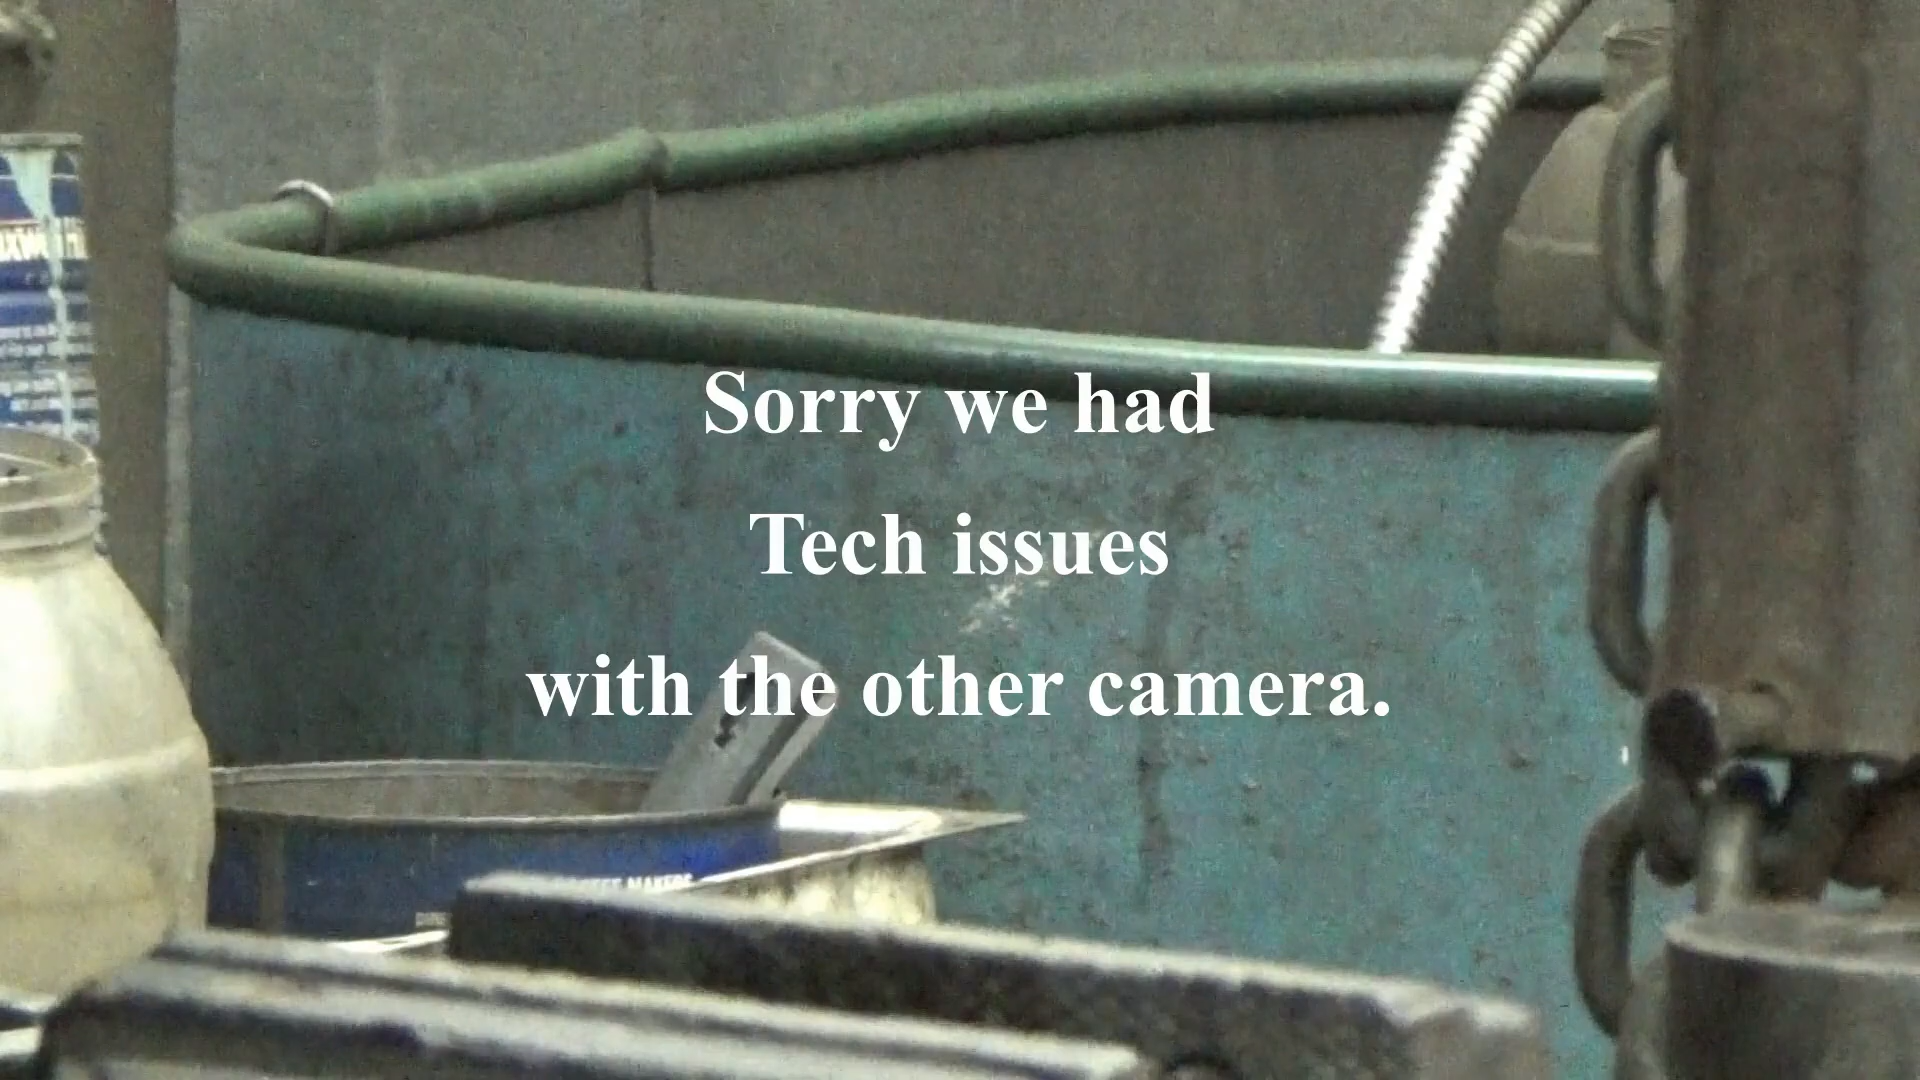 Sorry we had
Tech issues
with the other camera.